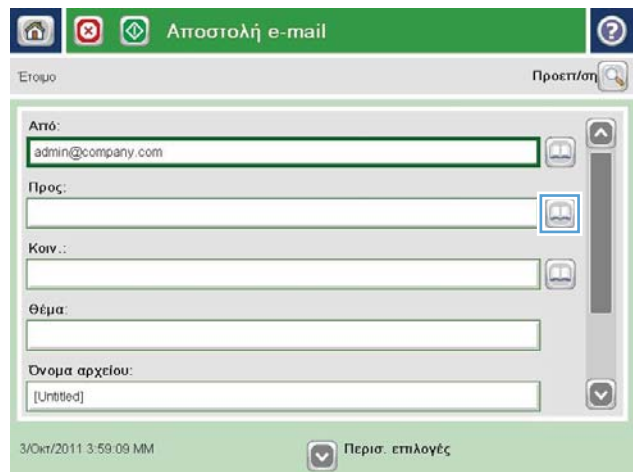 Αποστολή e-mail
Έτοιμο
Προεπ/ση
Από:
admin@company.com
Προς:
Κοιν.:
Θέμα:
Όνομα αρχείου:
[Untitled]
3/Οκτ/2011 3:59:09 ΜΜ
Περισ. επιλογές